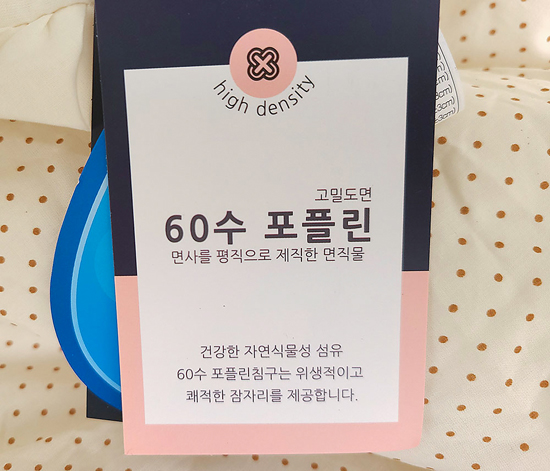 high density
고밀도면
60수 포플린
면사를 평직으로 제직한 면직물
건강한 자연식물성 섬유
60수 포플린침구는 위생적이고
쾌적한 잠자리를 제공합니다.